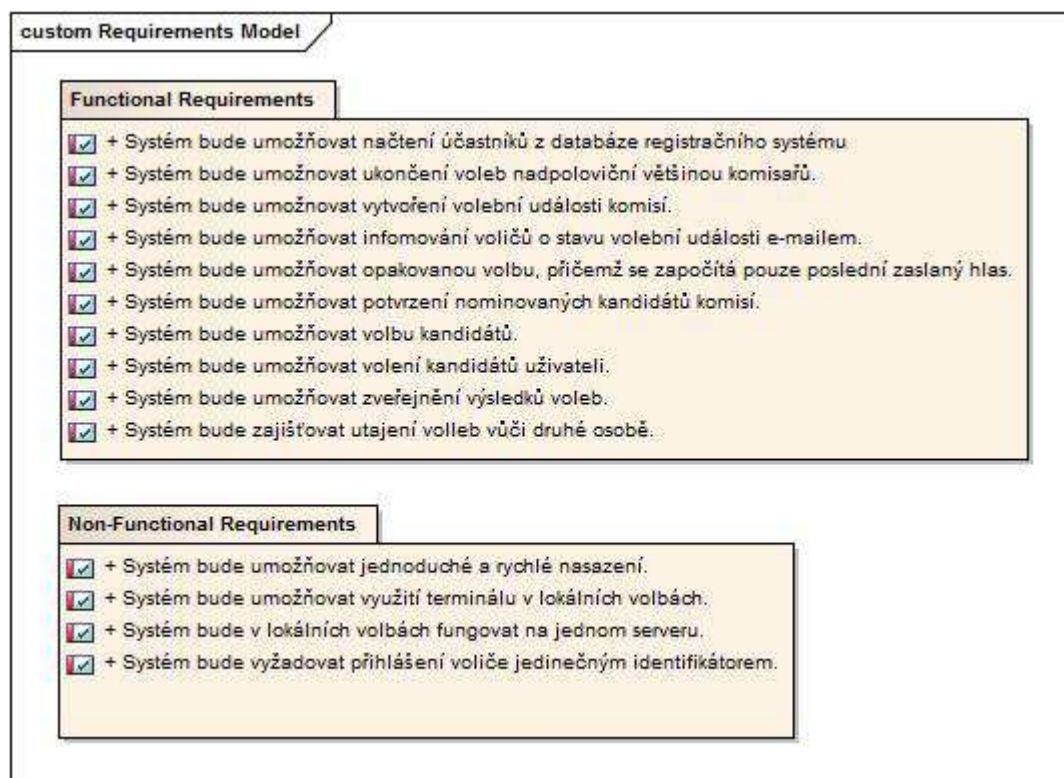 custom Requirements Model
Functional Requirements
+ Systém bude umožňovat načtení účastníků z databáze registračního systému
+ Systém bude umožnovat ukončení voleb nadpoloviční většinou komisařů.
+ Systém bude umožnovat vytvoření volební události komisí.
+ Systém bude umožňovat infomování voličů o stavu volební události e-mailem.
+ Systém bude umožňovat opakovanou volbu, přičemž se započítá pouze poslední zaslaný hlas.
+ Systém bude umožňovat potvrzení nominovaných kandidátů komisí.
+ Systém bude umožňovat volbu kandidátů.
+ Systém bude umožňovat volení kandidátů uživateli.
+ Systém bude umožňovat zveřejnění výsledků voleb.
+ Systém bude zajišťovat utajení volleb vůči druhé osobě.
Non-Functional Requirements
+ Systém bude umožňovat jednoduché a rychlé nasazení.
+ Systém bude umožňovat využití terminálu v lokálních volbách.
+ Systém bude v lokálních volbách fungovat na jednom serveru.
+ Systém bude vyžadovat přihlášení voliče jedinečným identifikátorem.